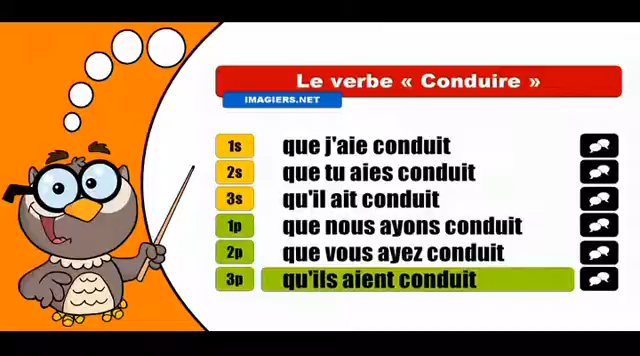 Le verbe « Conduire »
IMAGIERS.NET
1s que j'aie conduit
2s que tu aies conduit
3s qu'il ait conduit
1p que nous ayons conduit
2p que vous ayez conduit
3p qu'ils aient conduit